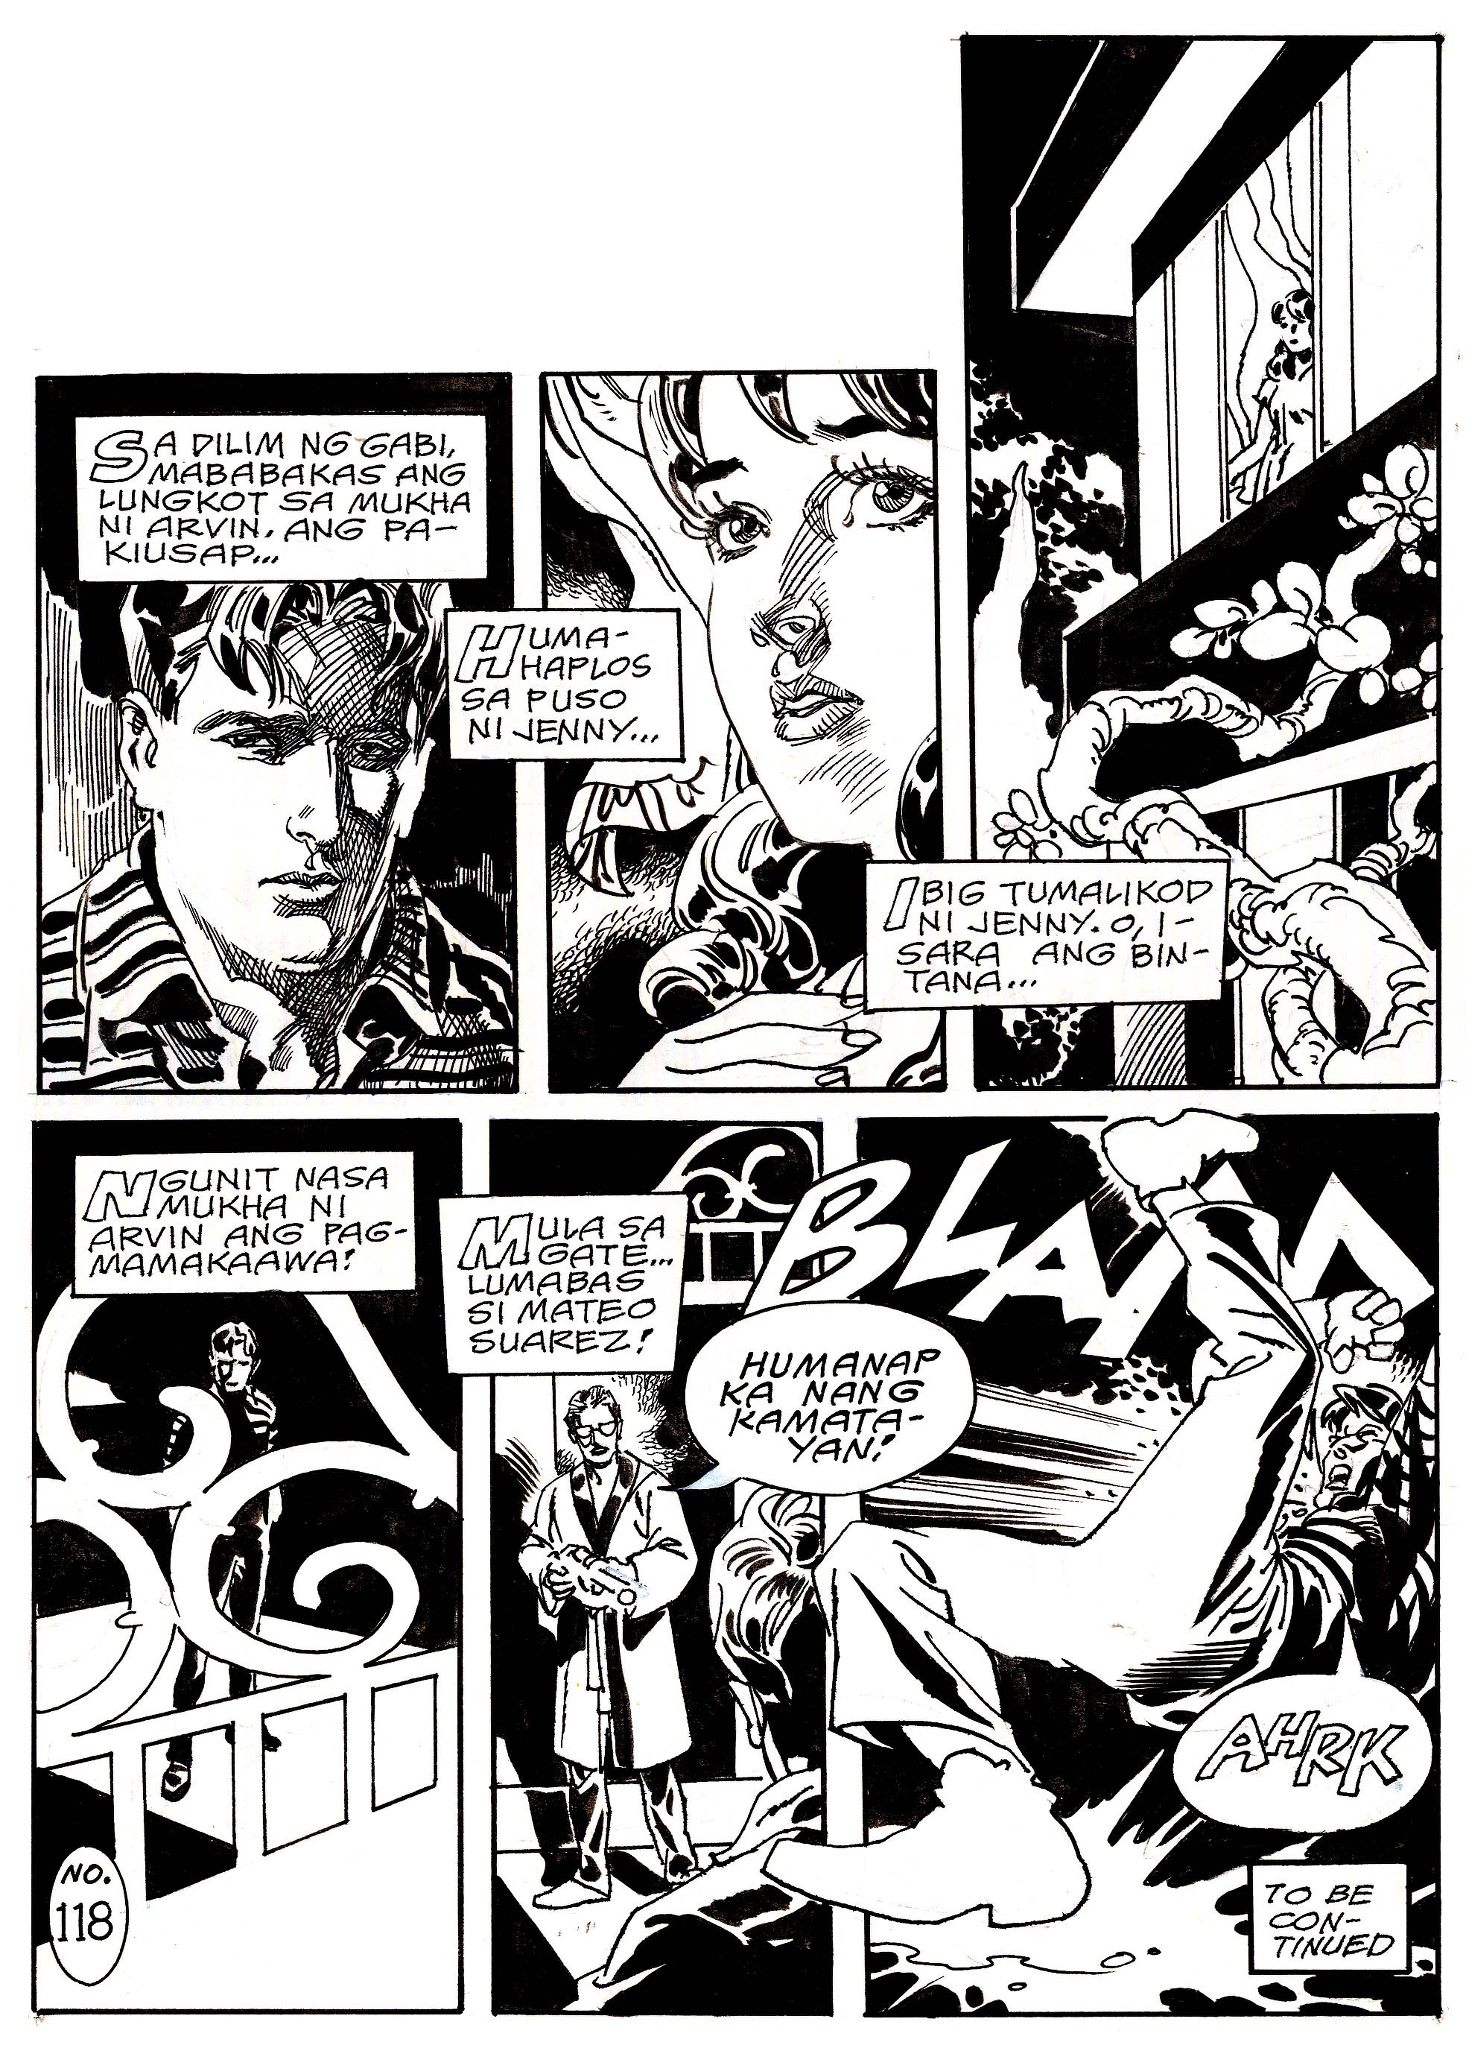 SA DILIM NG GABI,
MABABAKAS ANG
LUNGKOT SA MUKHA
NI ARVIN. ANG PA-
KIUSAP...
HUMA-
HAPLOS
SA PUSO
NI JENNY...
IBIG TUMALIKOD
NI JENNY. O, I-
SARA ANG BIN-
TANA...
NGUNIT NASA
MUKHA NI
ARVIN ANG PAG-
MAMAKAAWA!
MULA SA
GATE...
LUMABAS
SI MATEO
SUAREZ!
BLAMM
HUMANAP
KA NANG
KAMATA-
YAN!
AHRK
NO.
118
TO BE
CON-
TINUED